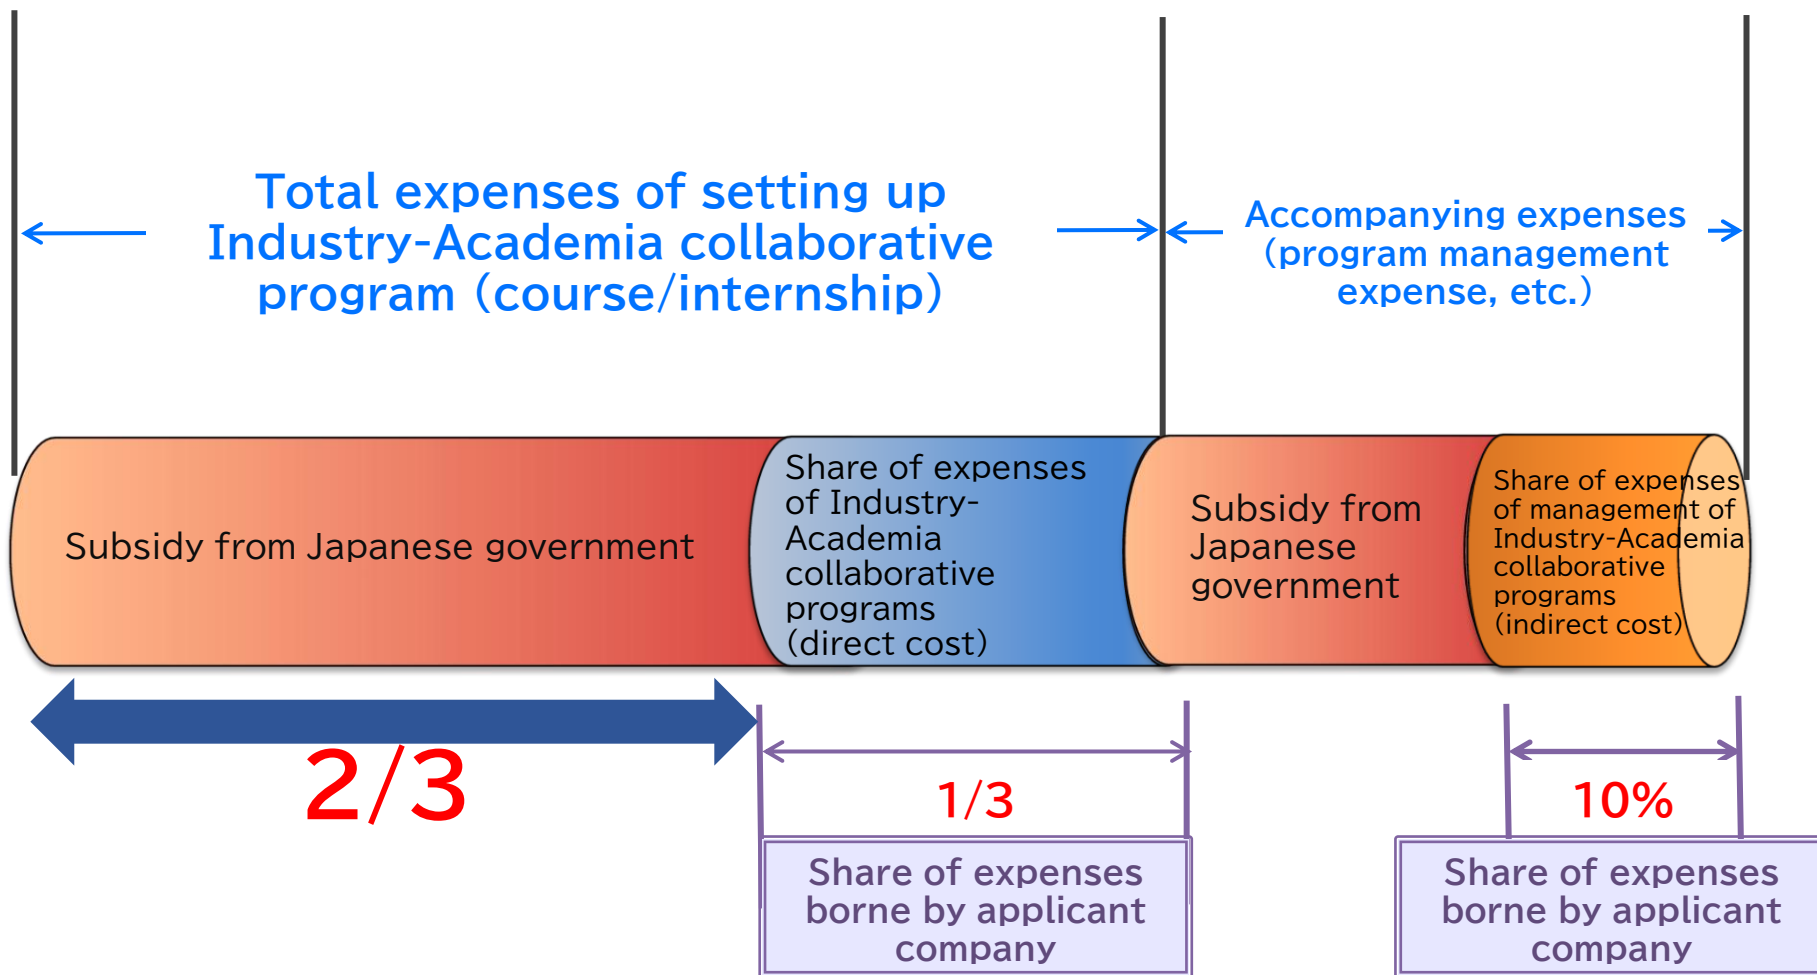 Total expenses of setting up
Industry-Academia collaborative
program (course/internship)
Accompanying expenses
(program management
expense, etc.)
Subsidy from Japanese government
Share of expenses
of Industry-
Academia
collaborative
programs
(direct cost)
Subsidy from
Japanese
government
Share of expenses
of management of
Industry-Academia
collaborative
programs
(indirect cost)
2/3
1/3
10%
Share of expenses
borne by applicant
company
Share of expenses
borne by applicant
company